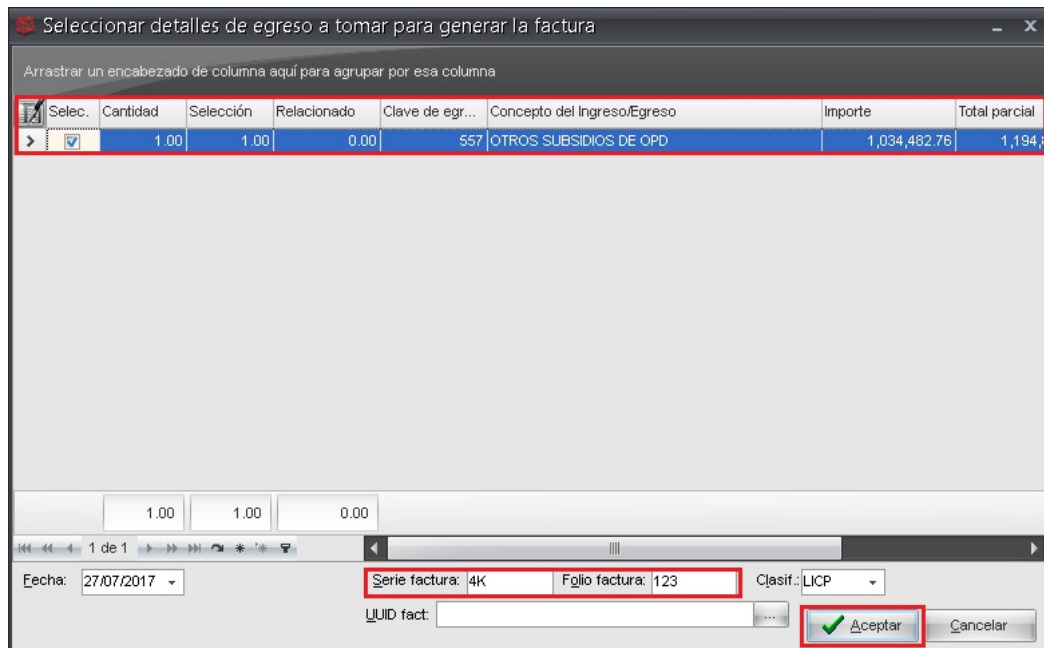 Seleccionar detalles de egreso a tomar para generar la factura
Arrastrar un encabezado de columna aquí para agrupar por esa columna
Selec. Cantidad Selección Relacionado Clave de egr... Concepto del Ingreso/Egreso Importe Total parcial
1.00 1.00 0.00 557 OTROS SUBSIDIOS DE OPD 1,034,482.76 1,194,
1.00 1.00 0.00
1 de 1
Fecha: 27/07/2017 Serie factura: 4K Folio factura: 123 Clasif.: LICP
UUID fact: ... Aceptar Cancelar